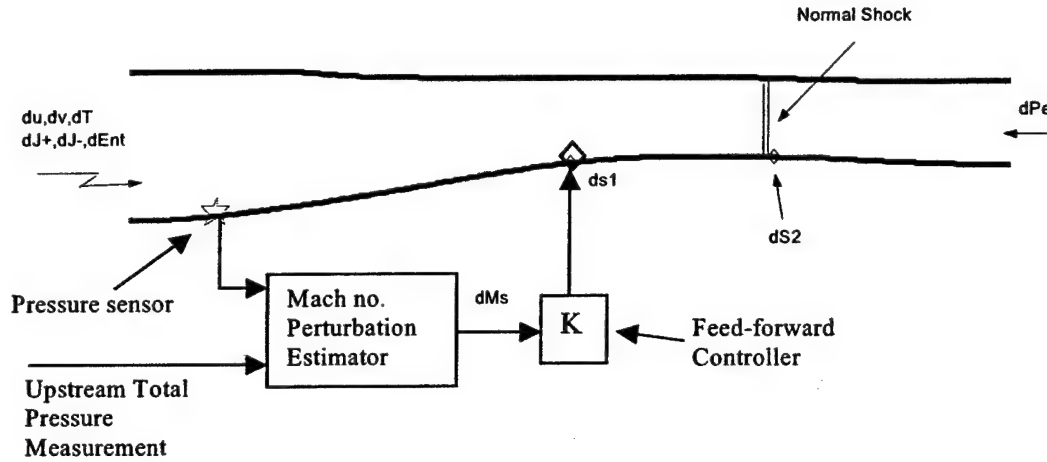 Normal Shock
du,dv,dT
dJ+,dJ-,dEnt
dPe
ds1
dS2
Pressure sensor
Mach no.
Perturbation
Estimator
dMs
K
Feed-forward
Controller
Upstream Total
Pressure
Measurement